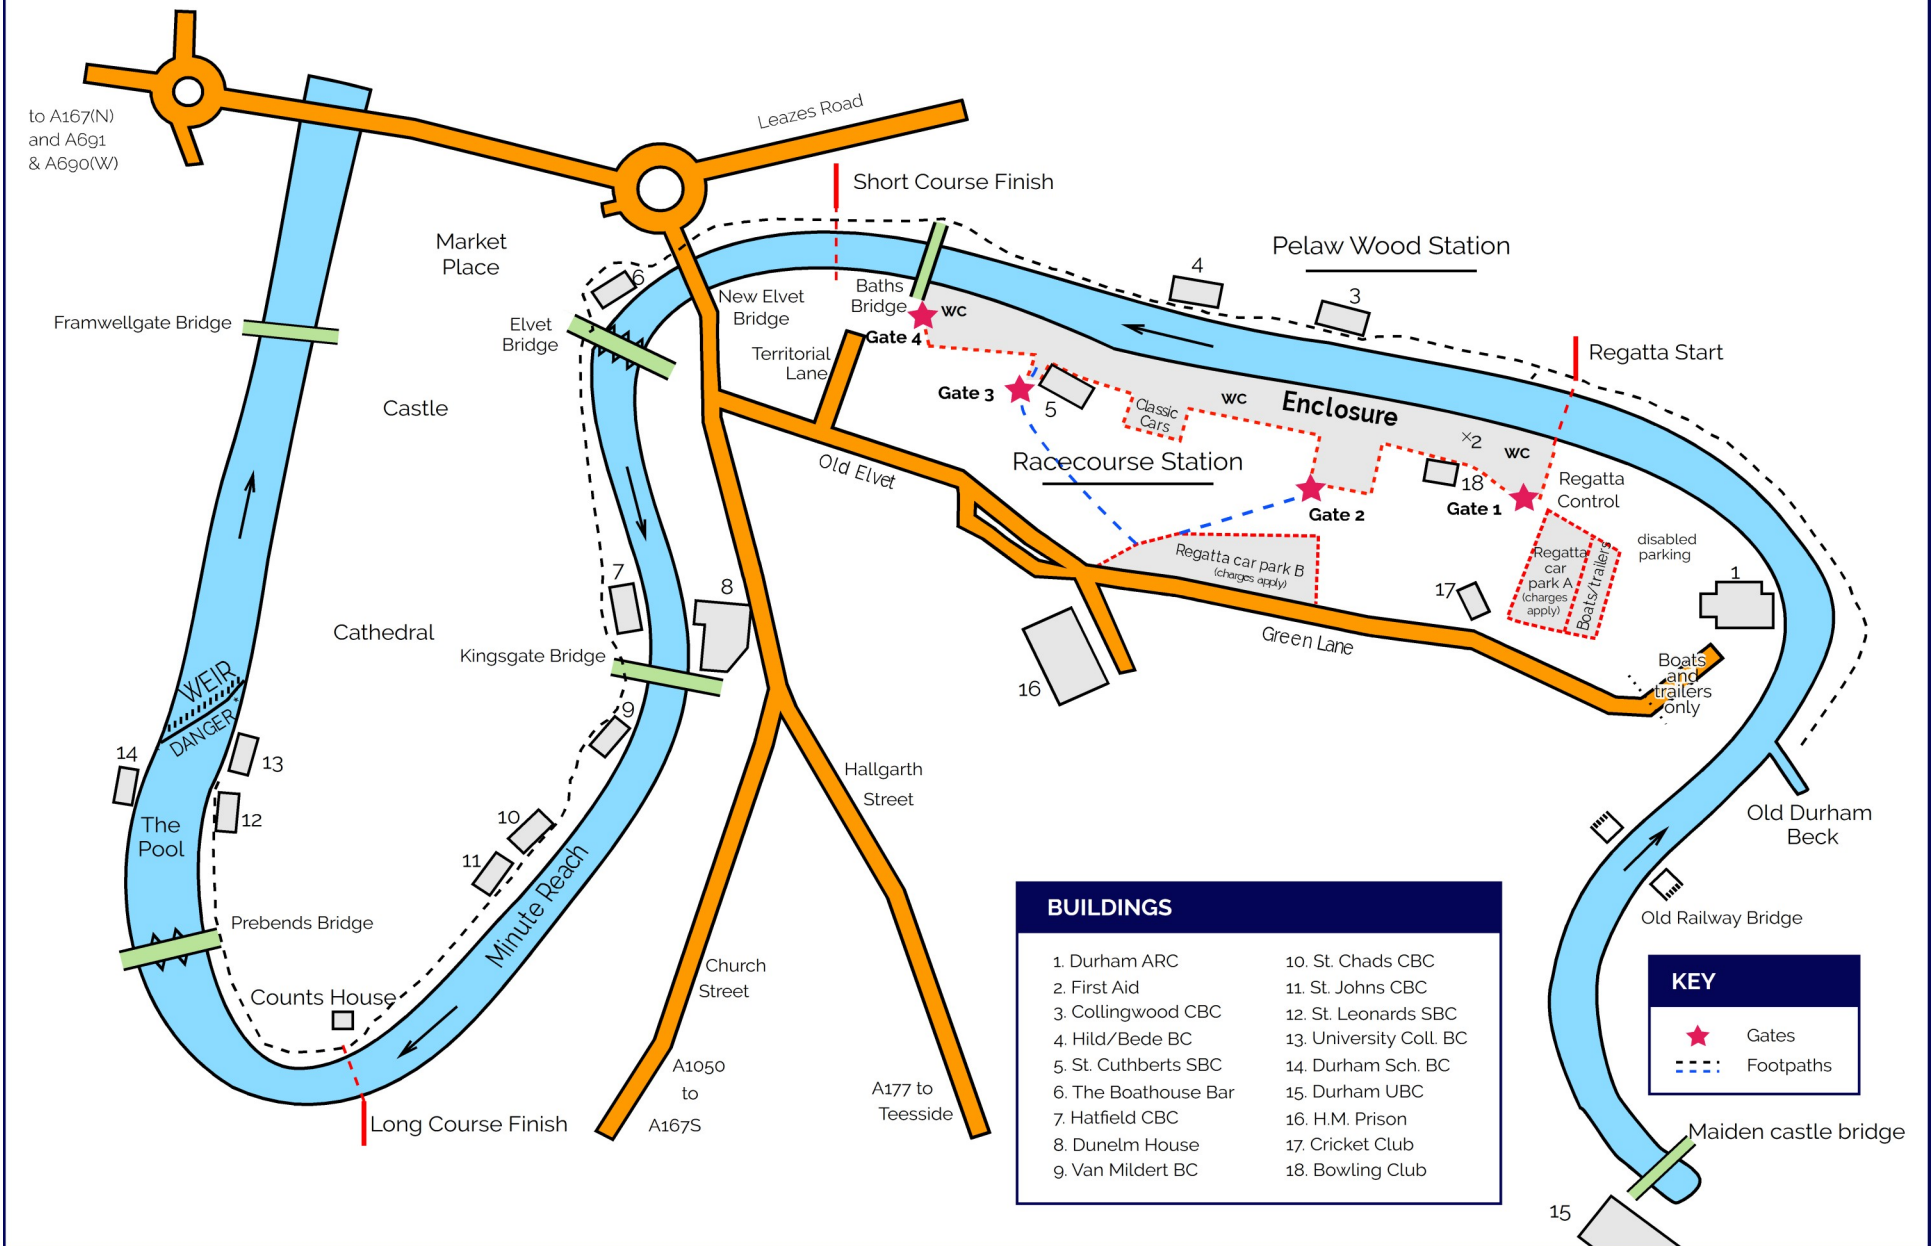 to A167(N)
and A691
& A690(W)
Leazes Road
Short Course Finish
Market
Place
Pelaw Wood Station
6
4
3
Framwellgate Bridge
Elvet
Bridge
New Elvet
Bridge
Baths
Bridge
WC
Gate 4
Territorial
Lane
Regatta Start
Castle
Gate 3
5
Classic
Cars
WC
Enclosure
×2
WC
Old Elvet
Racecourse Station
18
Gate 2
Gate 1
Regatta
Control
disabled
parking
Regatta car park B
(charges apply)
Regatta
car
park A
(charges
apply)
Boats/trailers
7
8
17
1
Cathedral
Kingsgate Bridge
Green Lane
16
Boats
and
trailers
only
WEIR
DANGER
9
14
13
12
The
Pool
10
11
Hallgarth
Street
Old Durham
Beck
Minute Reach
Prebends Bridge
Counts House
Church
Street
Old Railway Bridge
A1050
to
A167S
A177 to
Teesside
Long Course Finish
BUILDINGS
1. Durham ARC
2. First Aid
3. Collingwood CBC
4. Hild/Bede BC
5. St. Cuthberts SBC
6. The Boathouse Bar
7. Hatfield CBC
8. Dunelm House
9. Van Mildert BC
10. St. Chads CBC
11. St. Johns CBC
12. St. Leonards SBC
13. University Coll. BC
14. Durham Sch. BC
15. Durham UBC
16. H.M. Prison
17. Cricket Club
18. Bowling Club
KEY
Gates
Footpaths
Maiden castle bridge
15